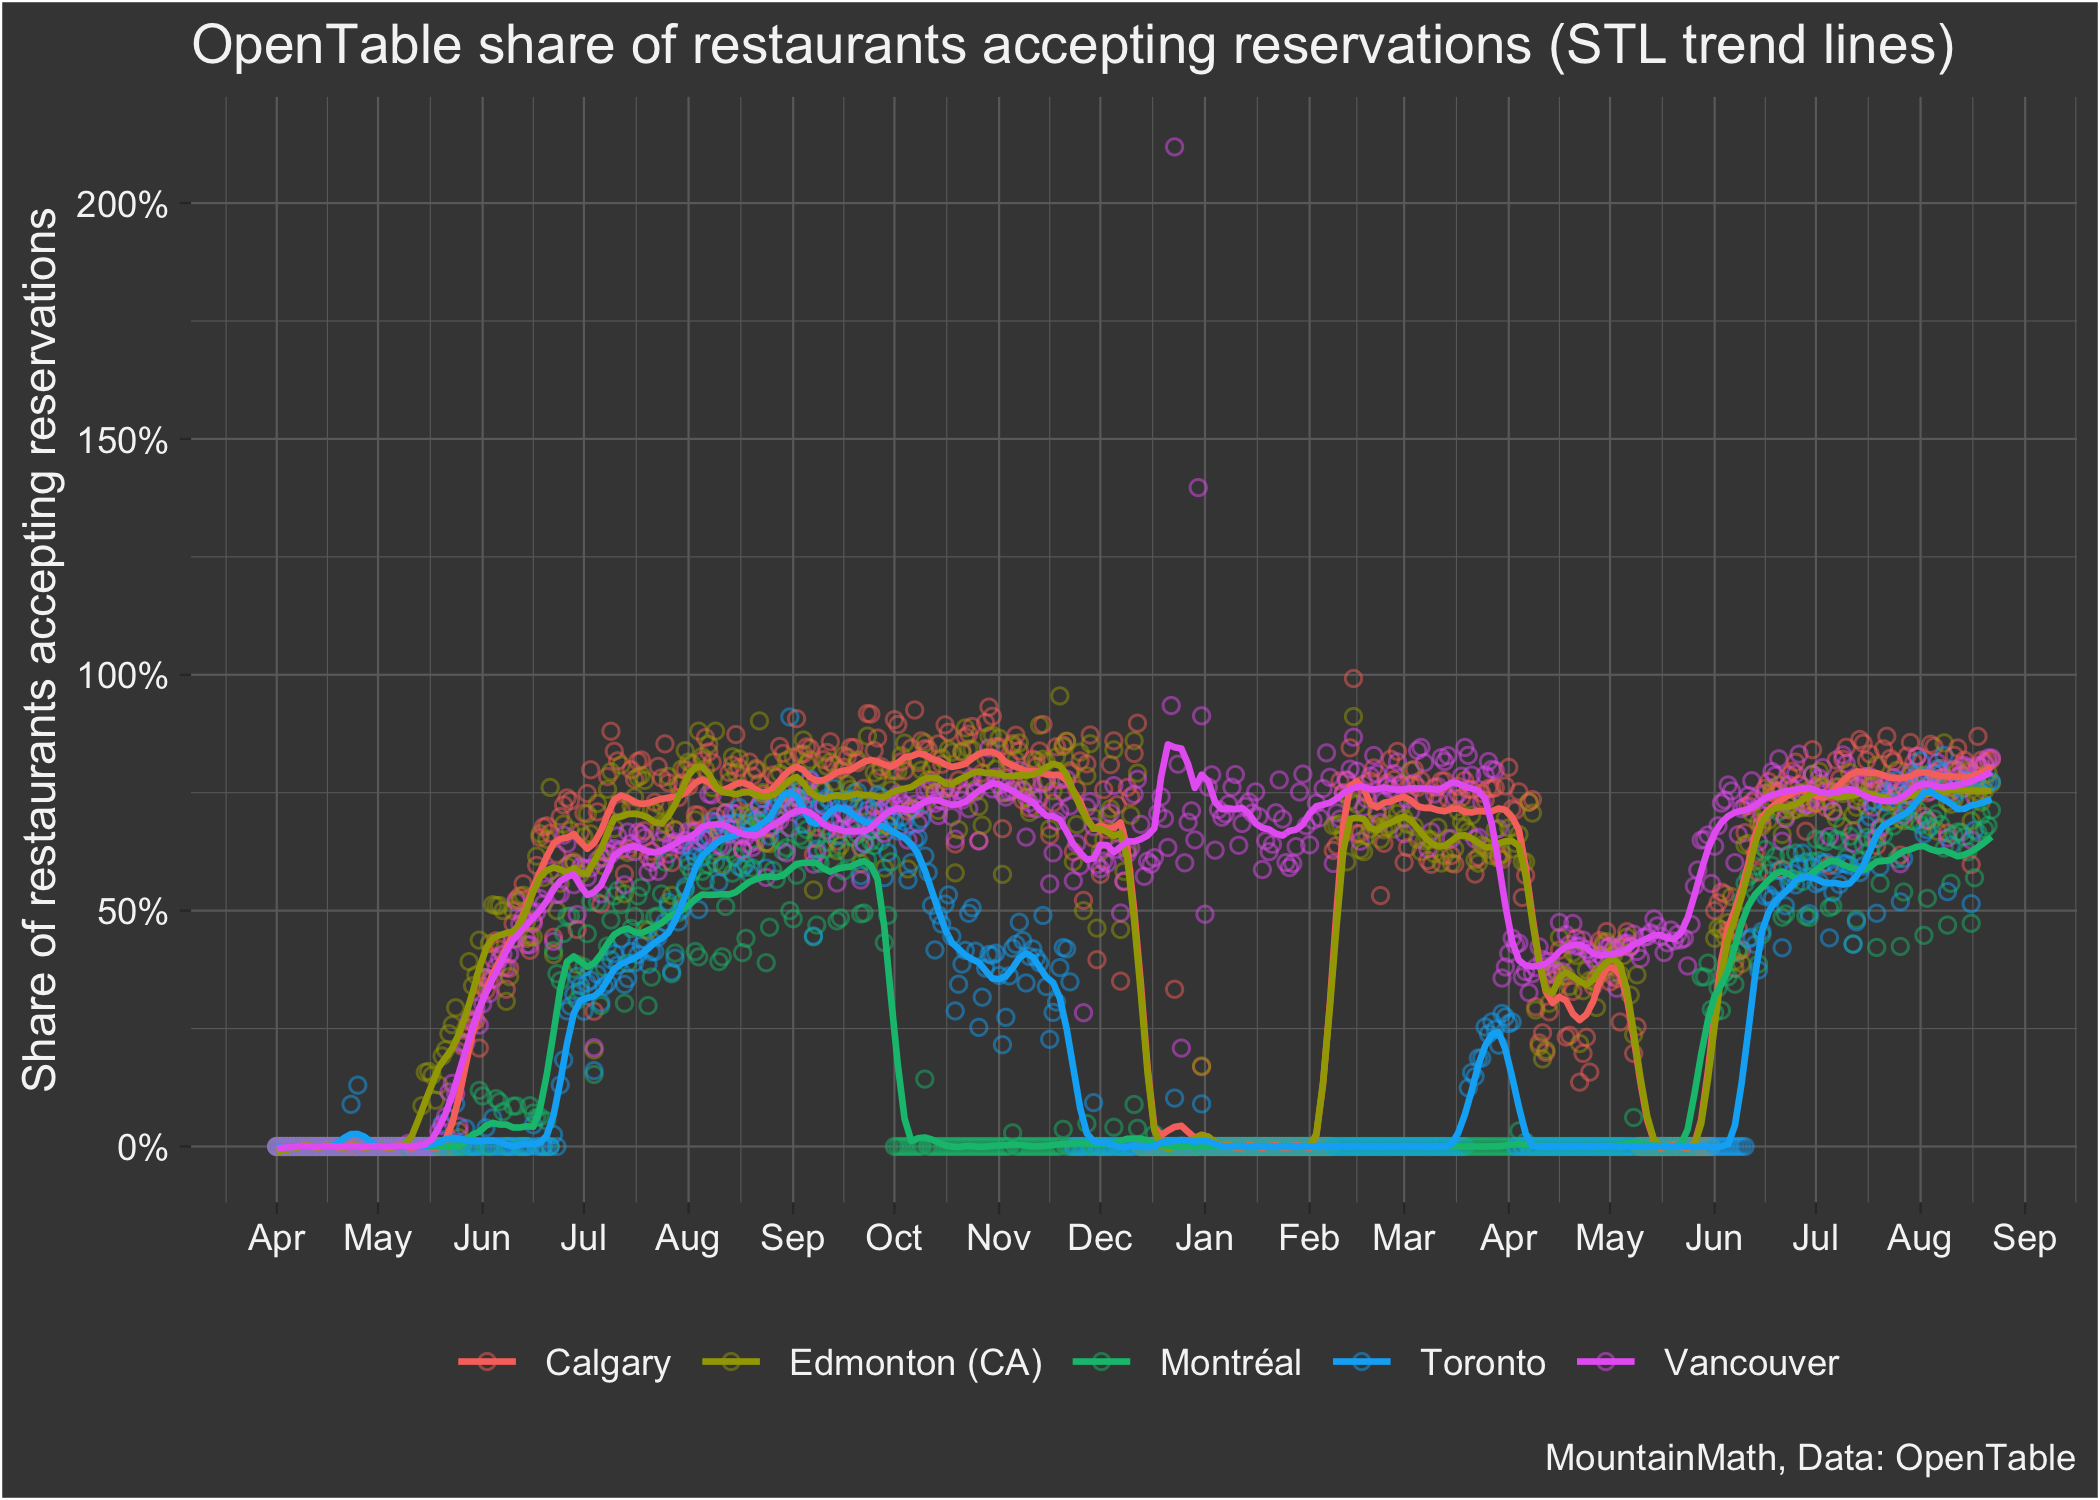 OpenTable share of restaurants accepting reservations (STL trend lines)
Share of restaurants accepting reservations
200%
150%
100%
50%
0%
Apr May Jun Jul Aug Sep Oct Nov Dec Jan Feb Mar Apr May Jun Jul Aug Sep
Calgary Edmonton (CA) Montréal Toronto Vancouver
MountainMath, Data: OpenTable